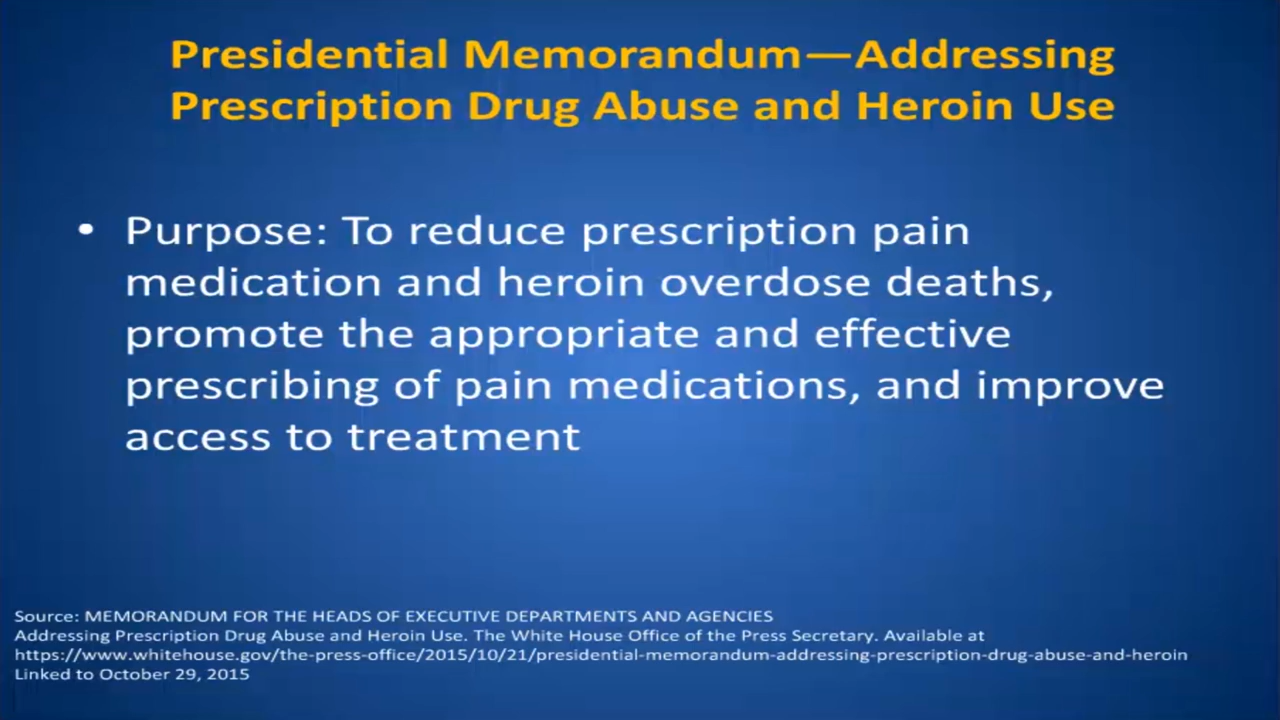 Presidential Memorandum—Addressing
Prescription Drug Abuse and Heroin Use
• Purpose: To reduce prescription pain
medication and heroin overdose deaths,
promote the appropriate and effective
prescribing of pain medications, and improve
access to treatment
Source: MEMORANDUM FOR THE HEADS OF EXECUTIVE DEPARTMENTS AND AGENCIES
Addressing Prescription Drug Abuse and Heroin Use. The White House Office of the Press Secretary. Available at
https://www.whitehouse.gov/the-press-office/2015/10/21/presidential-memorandum-addressing-prescription-drug-abuse-and-heroin
Linked to October 29, 2015